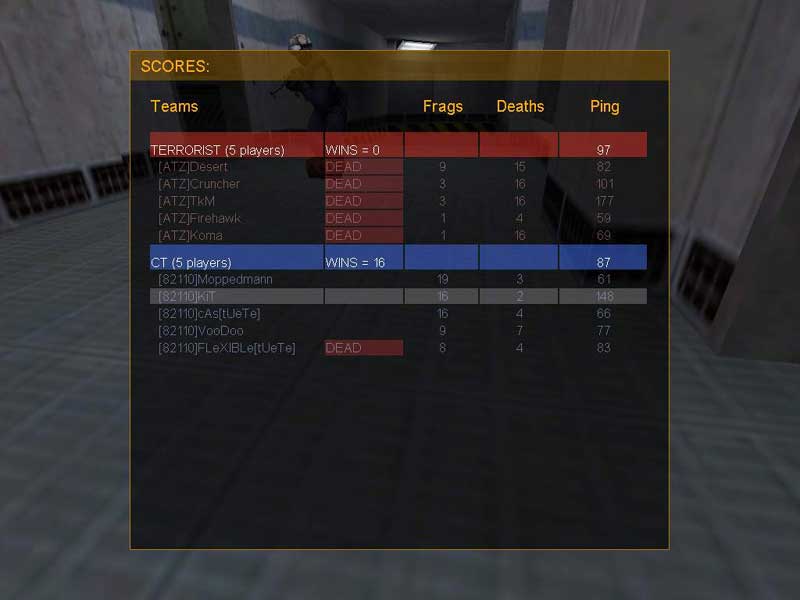 SCORES:
Teams Frags Deaths Ping
TERRORIST (5 players) WINS = 0 97
[ATZ]Desert DEAD 9 15 82
[ATZ]Cruncher DEAD 3 16 101
[ATZ]TkM DEAD 3 16 177
[ATZ]Firehawk DEAD 1 4 59
[ATZ]Koma DEAD 1 16 69
CT (5 players) WINS = 16 87
[82110]Moppedmann 19 3 61
[82110]KiT 16 2 148
[82110]cAs[tUeTe] 16 4 66
[82110]VooDoo 9 7 77
[82110]FLeXIBLe[tUeTe] DEAD 8 4 83